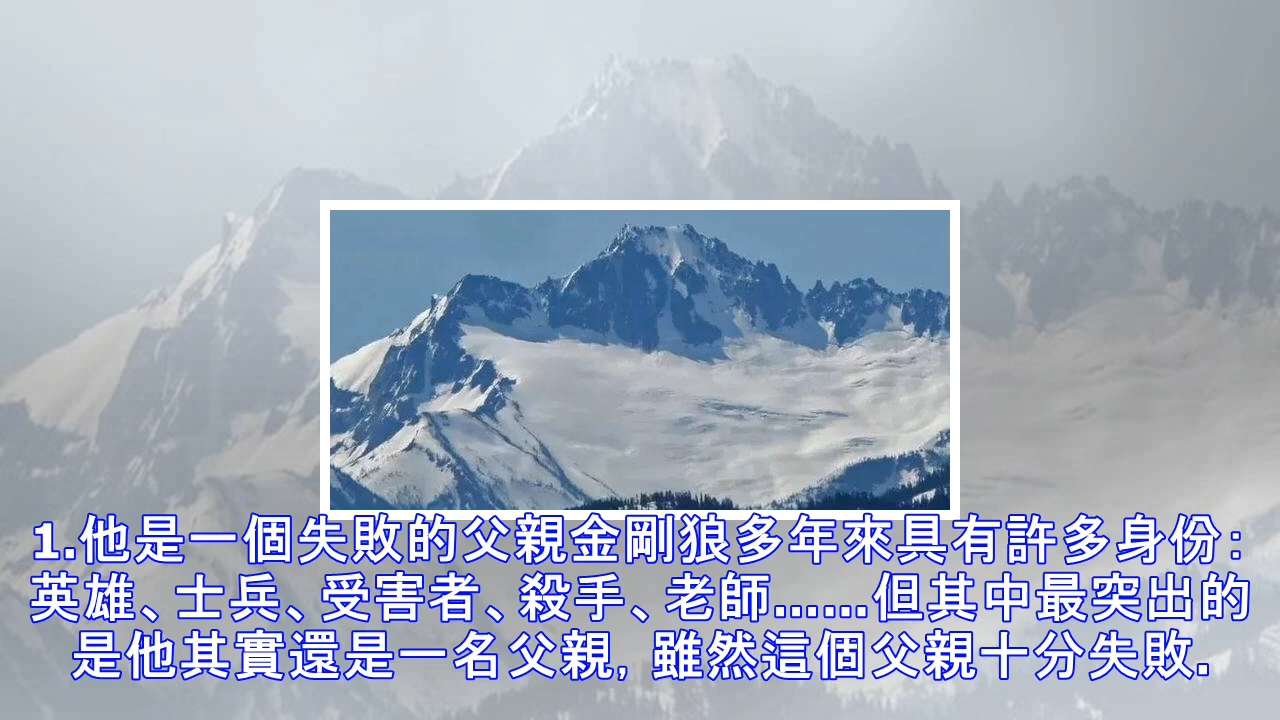 1.他是一個失敗的父親金剛狼多年來具有許多身份:
英雄、士兵、受害者、殺手、老師......但其中最突出的
是他其實還是一名父親, 雖然這個父親十分失敗.